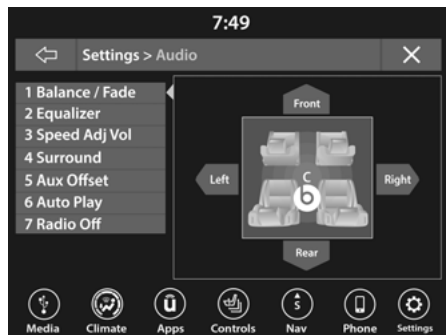 7:49
Settings > Audio
1 Balance / Fade
2 Equalizer
3 Speed Adj Vol
4 Surround
5 Aux Offset
6 Auto Play
7 Radio Off
Front
Left
C
Right
Rear
Media Climate Apps Controls Nav Phone Settings